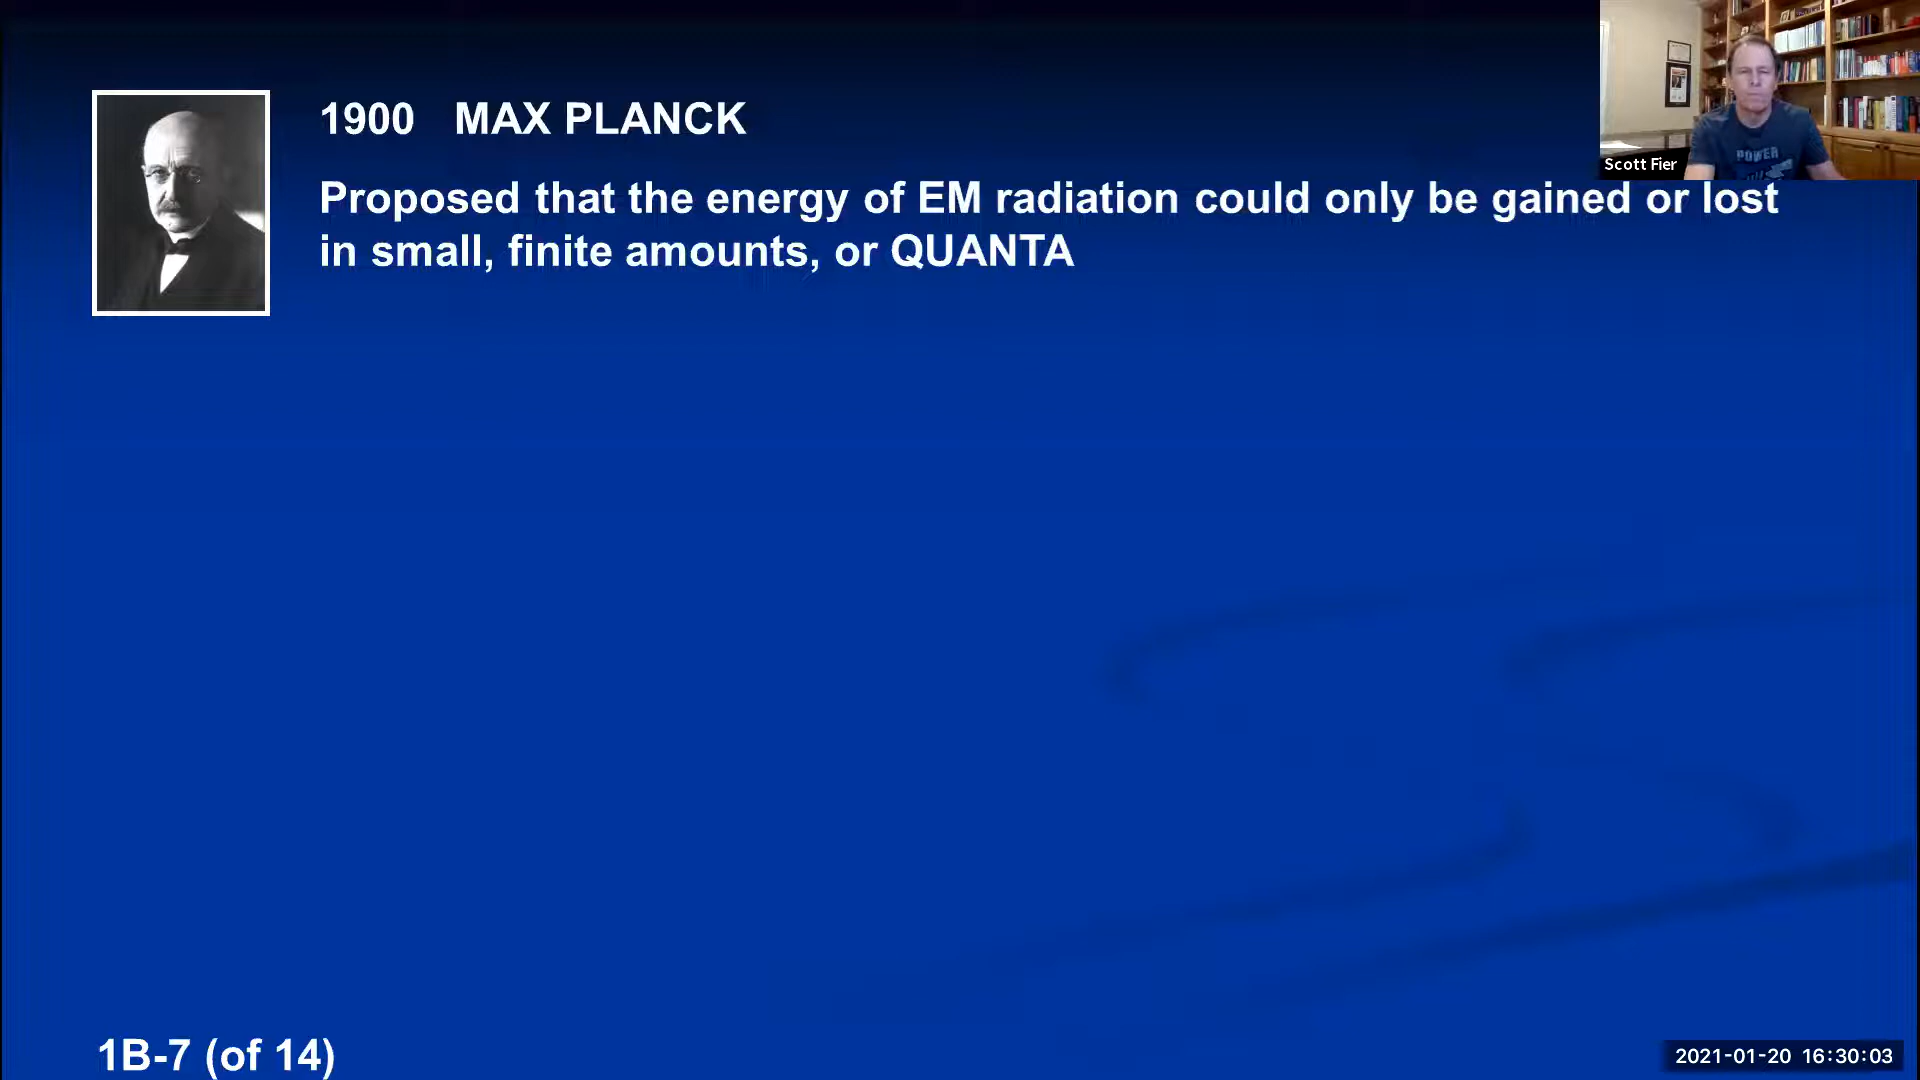 1900 MAX PLANCK
Proposed that the energy of EM radiation could only be gained or lost
in small, finite amounts, or QUANTA
Scott Fier
POWER
1B-7 (of 14)
2021-01-20 16:30:03